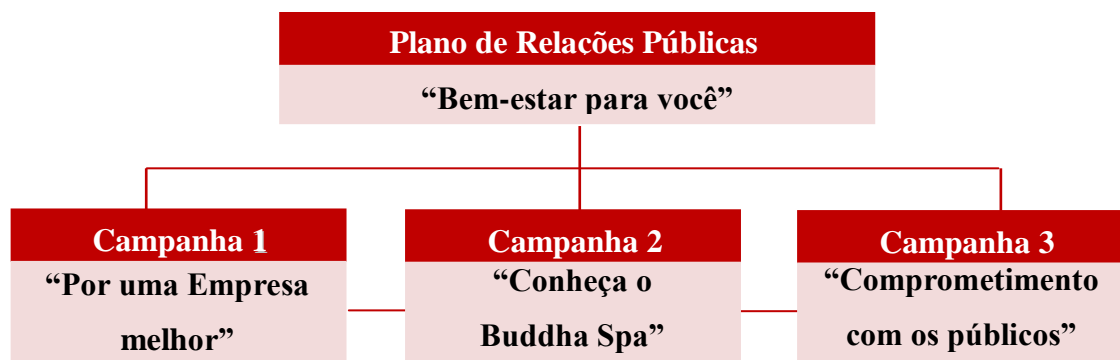 Plano de Relações Públicas
“Bem-estar para você”
Campanha 1
“Por uma Empresa
melhor”
Campanha 2
“Conheça o
Buddha Spa”
Campanha 3
“Comprometimento
com os públicos”